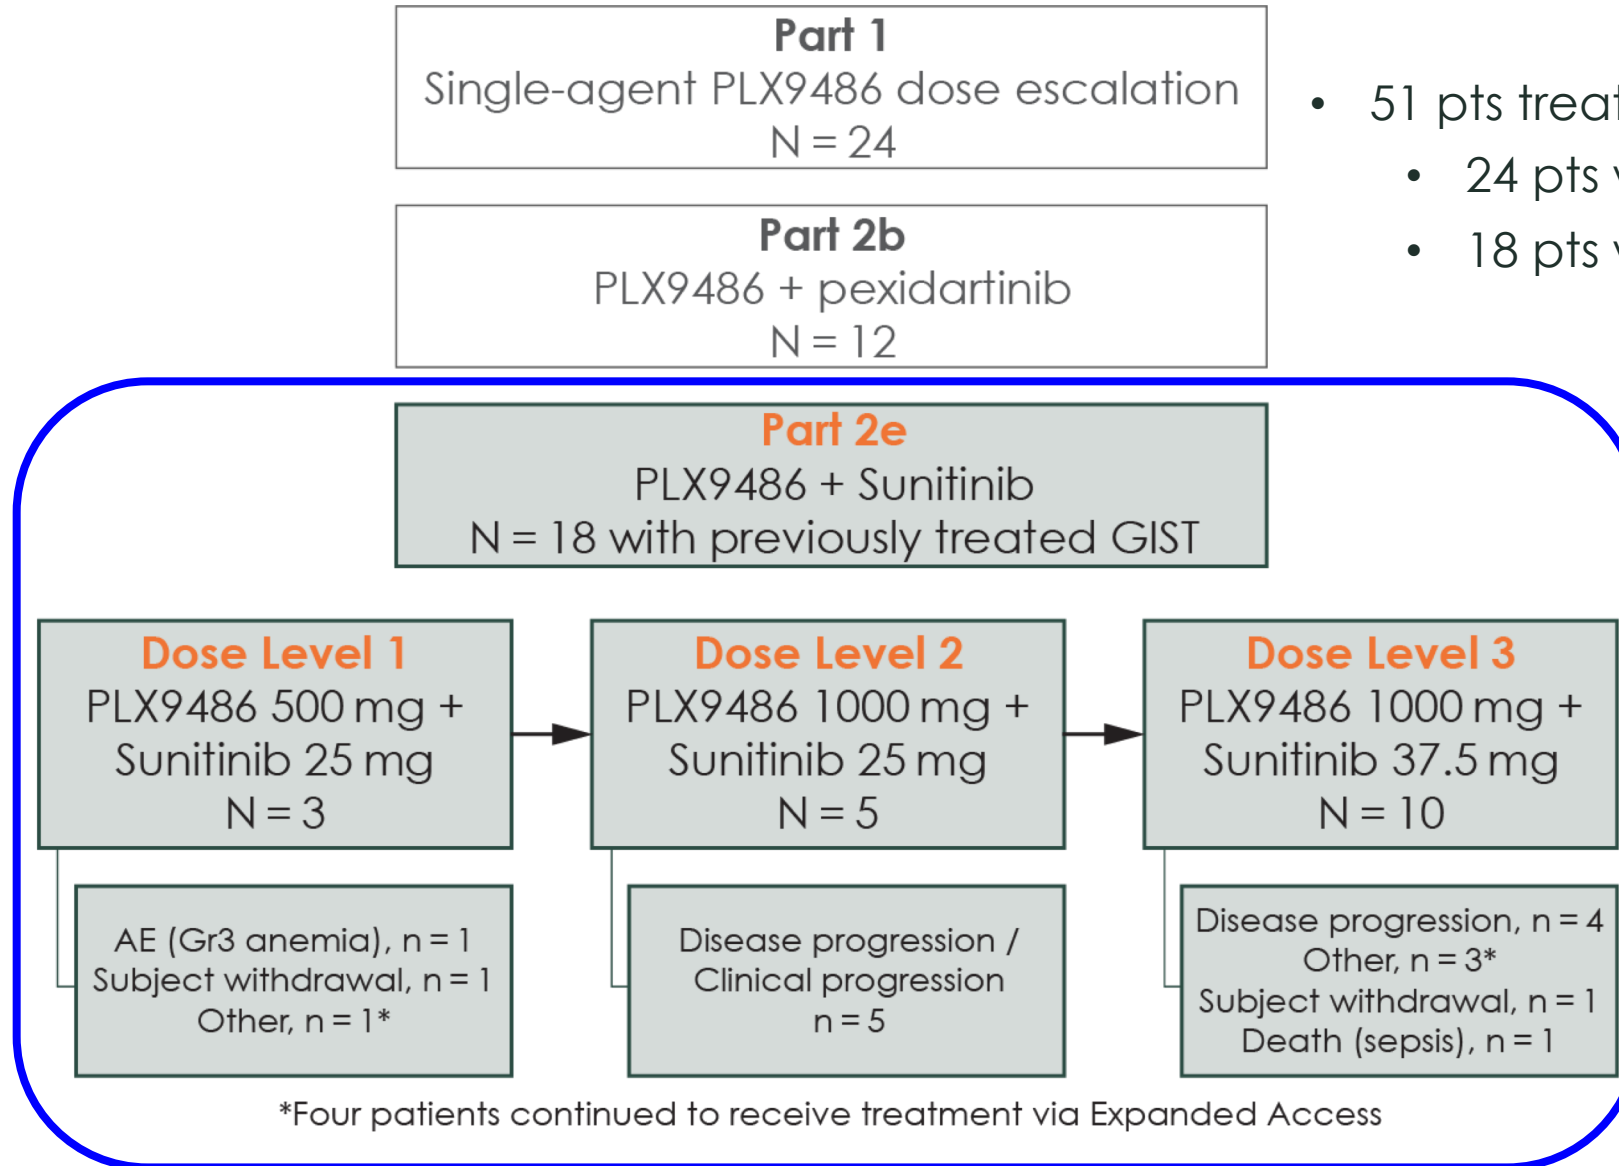 Part 1
Single-agent PLX9486 dose escalation
N = 24
• 51 pts
• 24 pts
• 18 pts
Part 2b
PLX9486 + pexidartinib
N = 12
Part 2e
PLX9486 + Sunitinib
N = 18 with previously treated GIST
Dose Level 1
PLX9486 500 mg +
Sunitinib 25 mg
N = 3
Dose Level 2
PLX9486 1000 mg +
Sunitinib 25 mg
N = 5
Dose Level 3
PLX9486 1000 mg +
Sunitinib 37.5 mg
N = 10
AE (Gr3 anemia), n = 1
Subject withdrawal, n = 1
Other, n = 1*
Disease progression /
Clinical progression
n = 5
Disease progression, n = 4
Other, n = 3*
Subject withdrawal, n = 1
Death (sepsis), n = 1
*Four patients continued to receive treatment via Expanded Access